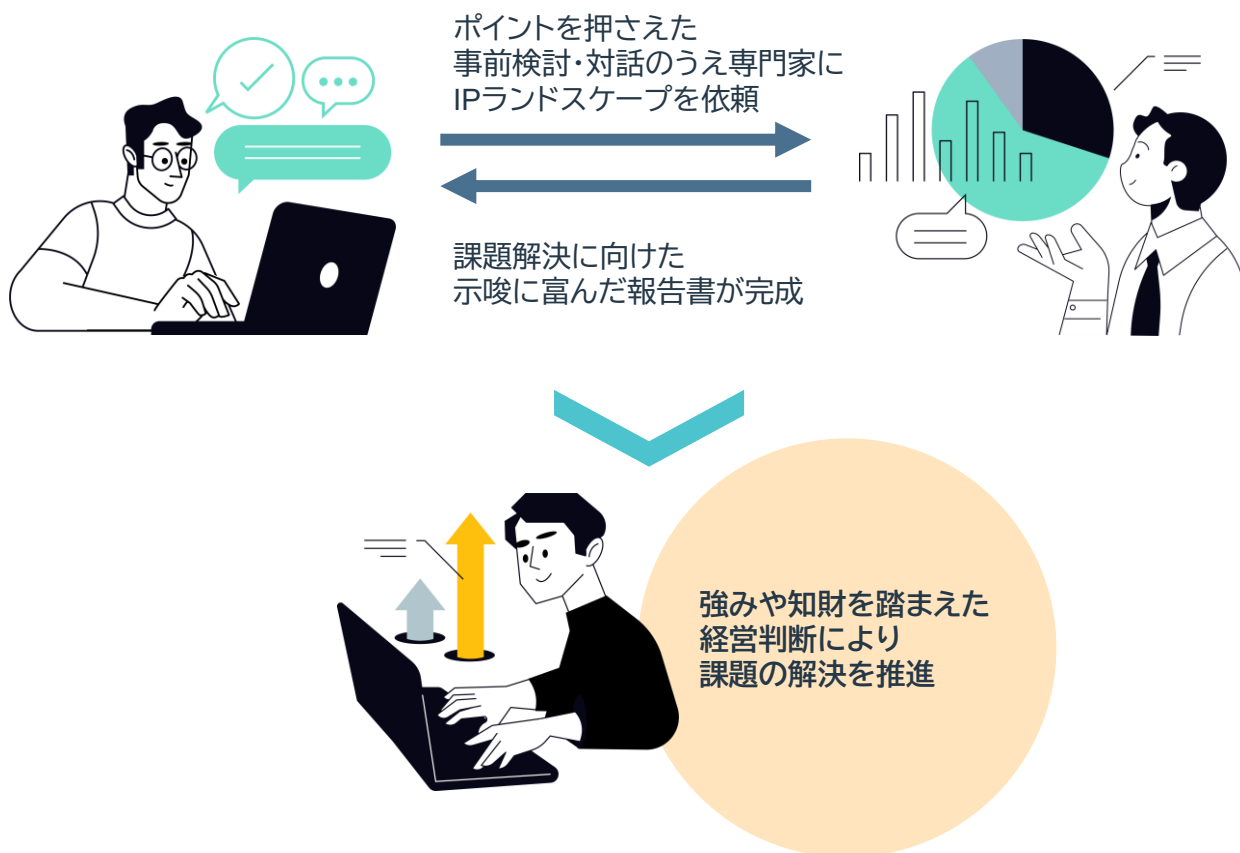 ポイントを押さえた
事前検討・対話のうえ専門家に
IPランドスケープを依頼
課題解決に向けた
示唆に富んだ報告書が完成
強みや知財を踏まえた
経営判断により
課題の解決を推進